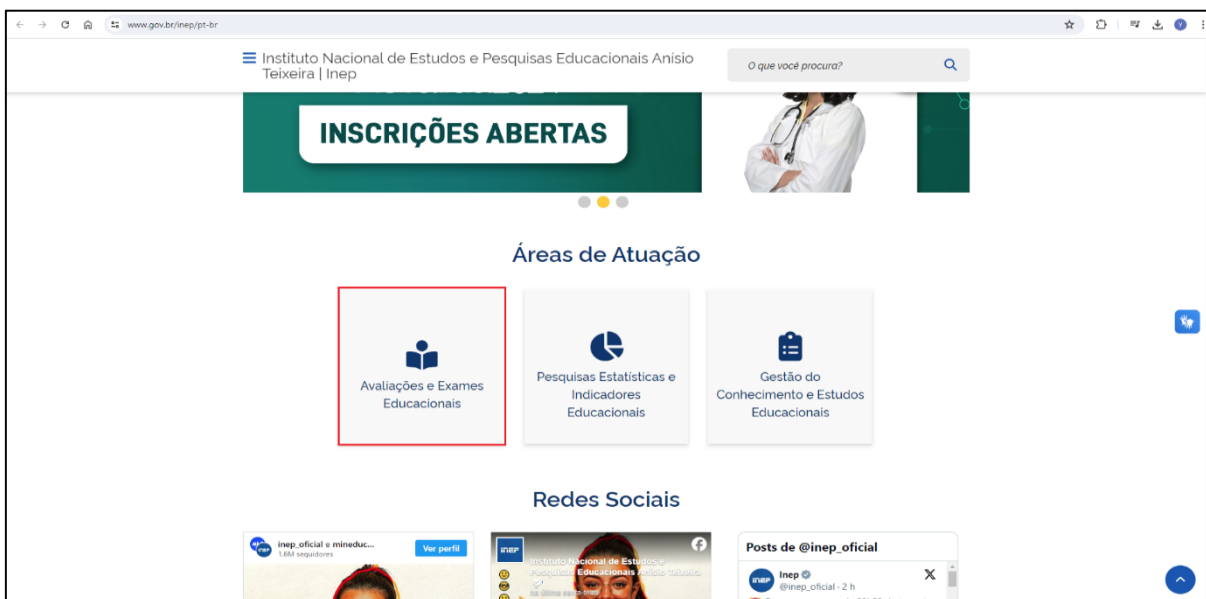 www.gov.br/inep/pt-br
Instituto Nacional de Estudos e Pesquisas Educacionais Anísio
Teixeira | Inep
O que você procura?
INSCRIÇÕES ABERTAS
Áreas de Atuação
Avaliações e Exames
Educacionais
Pesquisas Estatísticas e
Indicadores
Educacionais
Gestão do
Conhecimento e Estudos
Educacionais
Redes Sociais
inep_oficial e mineduc...
1.6M seguidores
Ver perfil
inep
Instituto Nacional de Estudos e
Pesquisas Educacionais Anísio Teixeira
Posts de @inep_oficial
inep
Inep
@inep_oficial · 2 h